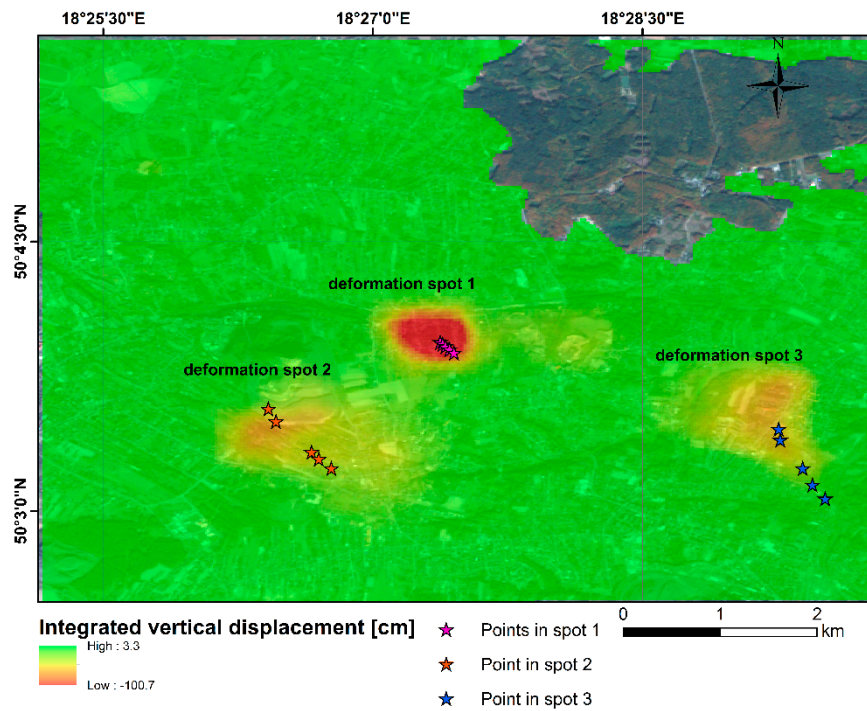 18°25'30"E
18°27'0"E
18°28'30"E
N
50°4'30"N
50°3'0"N
deformation spot 1
deformation spot 2
deformation spot 3
Integrated vertical displacement [cm]
High : 3.3
Low : -100.7
Points in spot 1
Point in spot 2
Point in spot 3
0 1 2
km